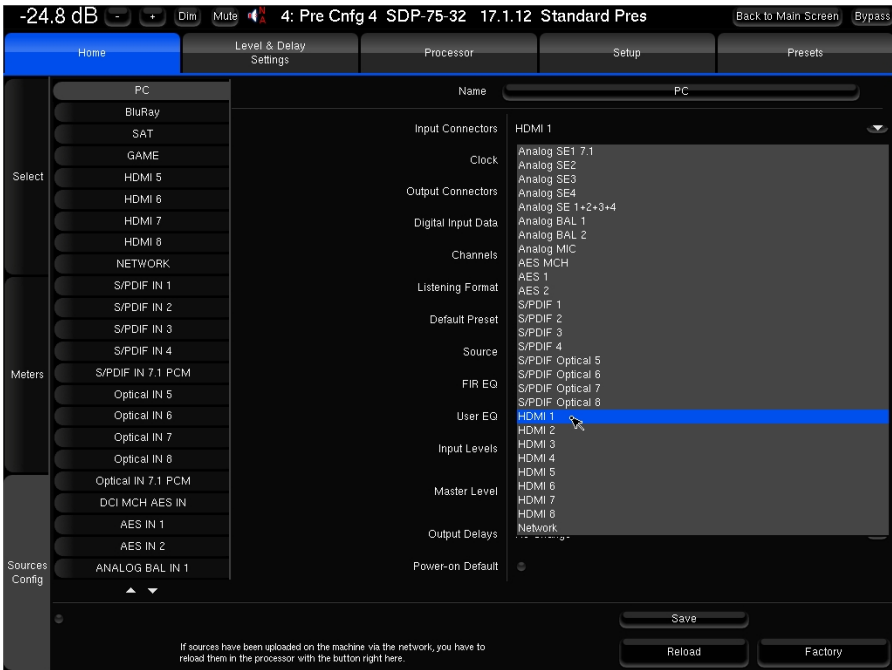 -24.8 dB - + Dim Mute 4: Pre Cnfg 4 SDP-75-32 17.1.12 Standard Pres Back to Main Screen Bypass
Home
Level & Delay
Settings
Processor
Setup
Presets
Select
Meters
Sources
Config
PC
BluRay
SAT
GAME
HDMI 5
HDMI 6
HDMI 7
HDMI 8
NETWORK
S/PDIF IN 1
S/PDIF IN 2
S/PDIF IN 3
S/PDIF IN 4
S/PDIF IN 7.1 PCM
Optical IN 5
Optical IN 6
Optical IN 7
Optical IN 8
Optical IN 7.1 PCM
DCI MCH AES IN
AES IN 1
AES IN 2
ANALOG BAL IN 1
Name PC
Input Connectors HDMI 1
Clock
Output Connectors
Digital Input Data
Channels
Listening Format
Default Preset
Source
FIR EQ
User EQ
Input Levels
Master Level
Output Delays
Power-on Default
Analog SE1 7.1
Analog SE2
Analog SE3
Analog SE4
Analog SE 1+2+3+4
Analog BAL 1
Analog BAL 2
Analog MIC
AES MCH
AES 1
AES 2
S/PDIF 1
S/PDIF 2
S/PDIF 3
S/PDIF 4
S/PDIF Optical 5
S/PDIF Optical 6
S/PDIF Optical 7
S/PDIF Optical 8
HDMI 1
HDMI 2
HDMI 3
HDMI 4
HDMI 5
HDMI 6
HDMI 7
HDMI 8
Network
If sources have been uploaded on the machine via the network, you have to
reload them in the processor with the button right here.
Save
Reload
Factory